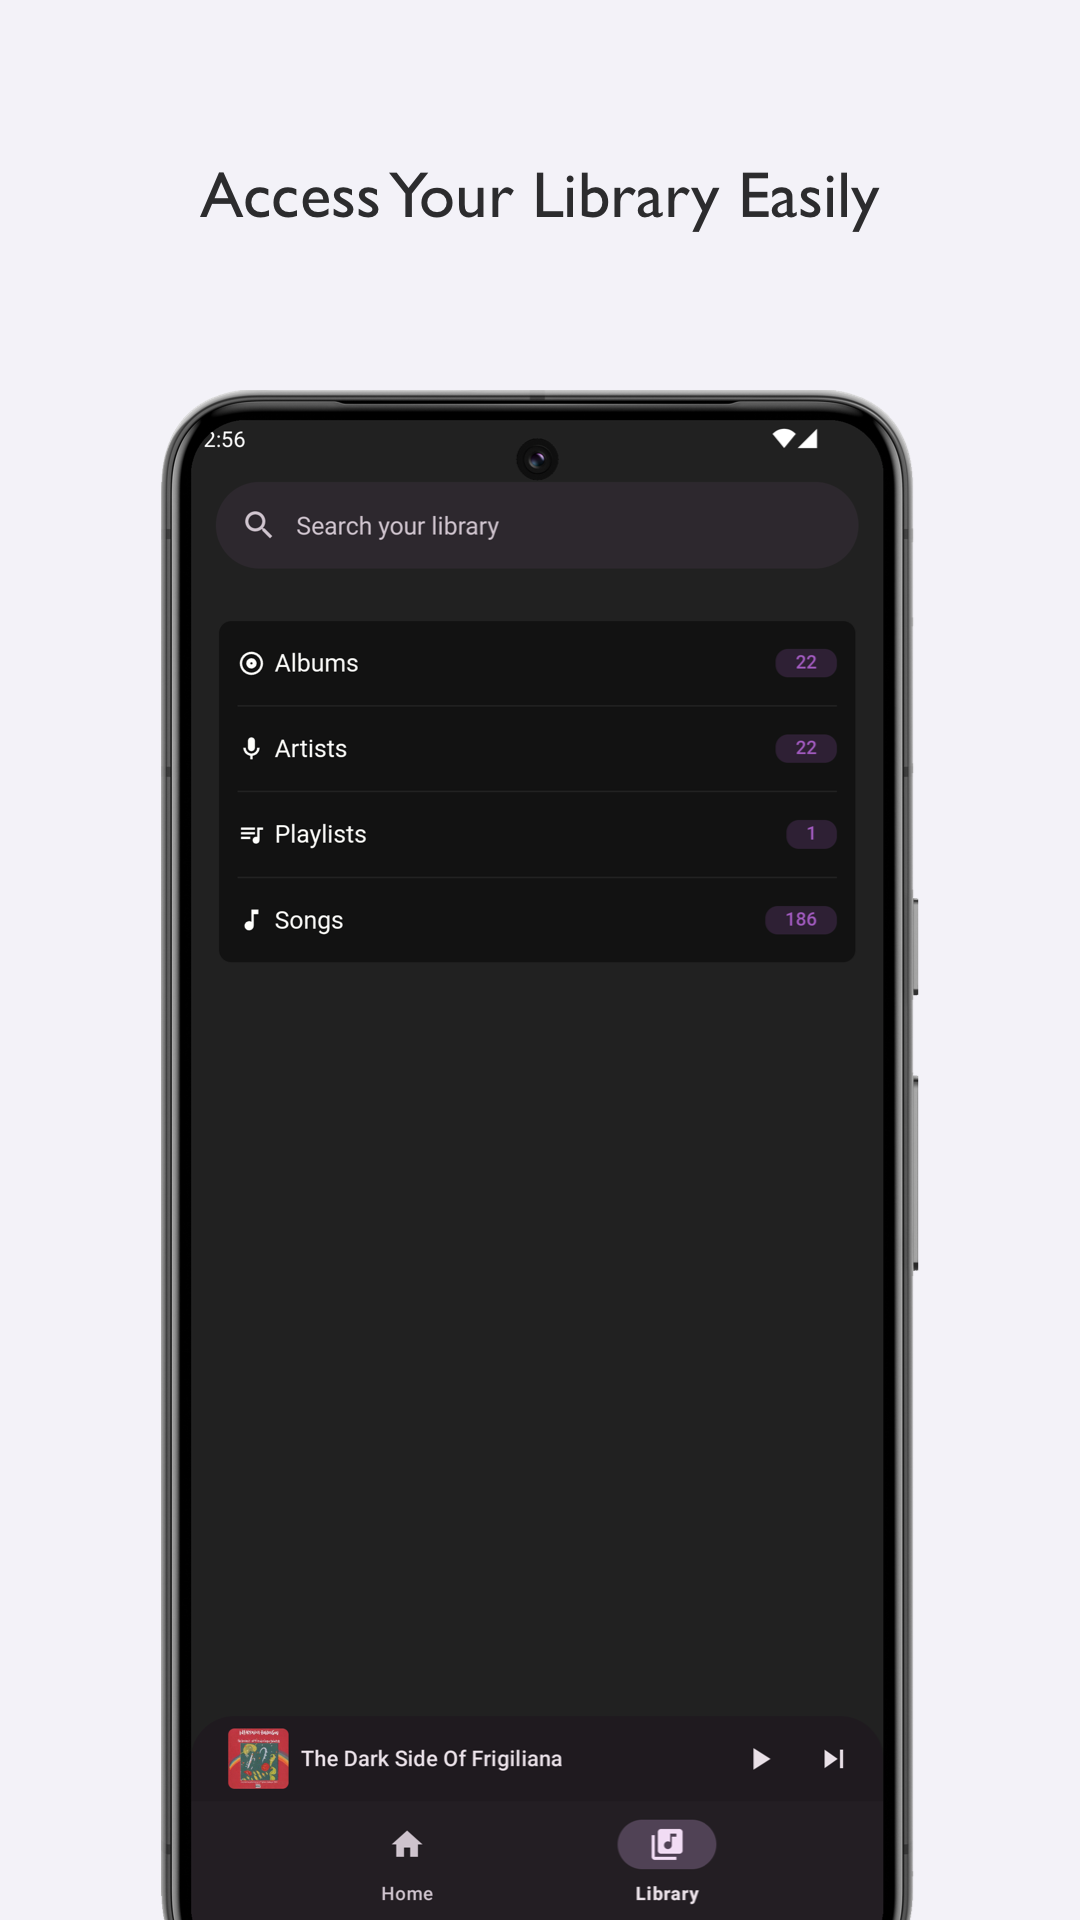 Access Your Library Easily
2:56
Search your library
Albums 22
Artists 22
Playlists 1
Songs 186
The Dark Side Of Frigiliana
Home Library